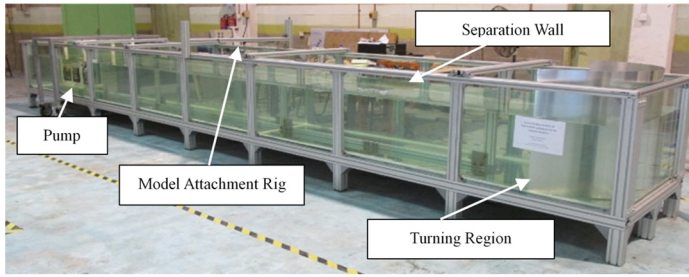 Separation Wall
Pump
Model Attachment Rig
Turning Region